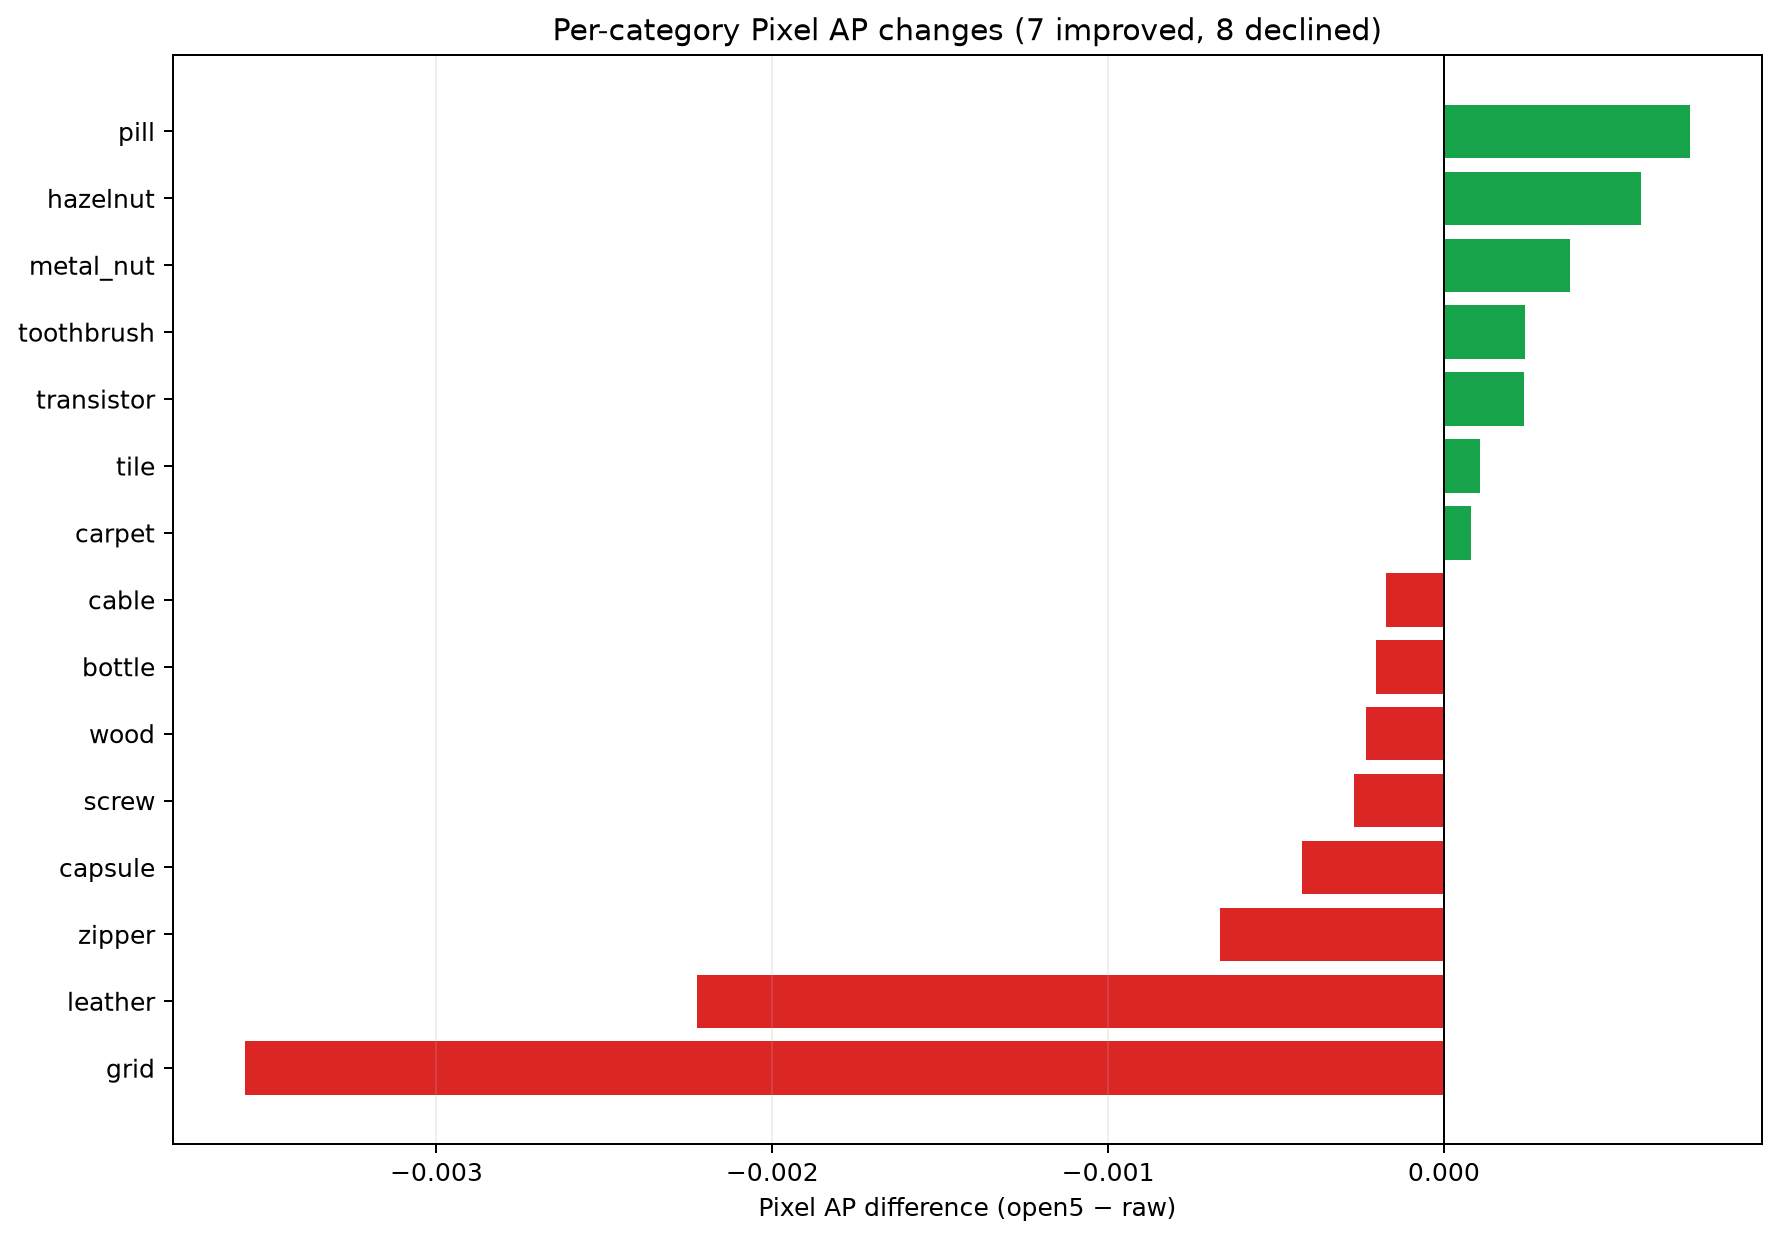 Per-category Pixel AP changes (7 improved, 8 declined)
pill
hazelnut
metal_nut
toothbrush
transistor
tile
carpet
cable
bottle
wood
screw
capsule
zipper
leather
grid
−0.003 −0.002 −0.001 0.000
Pixel AP difference (open5 − raw)